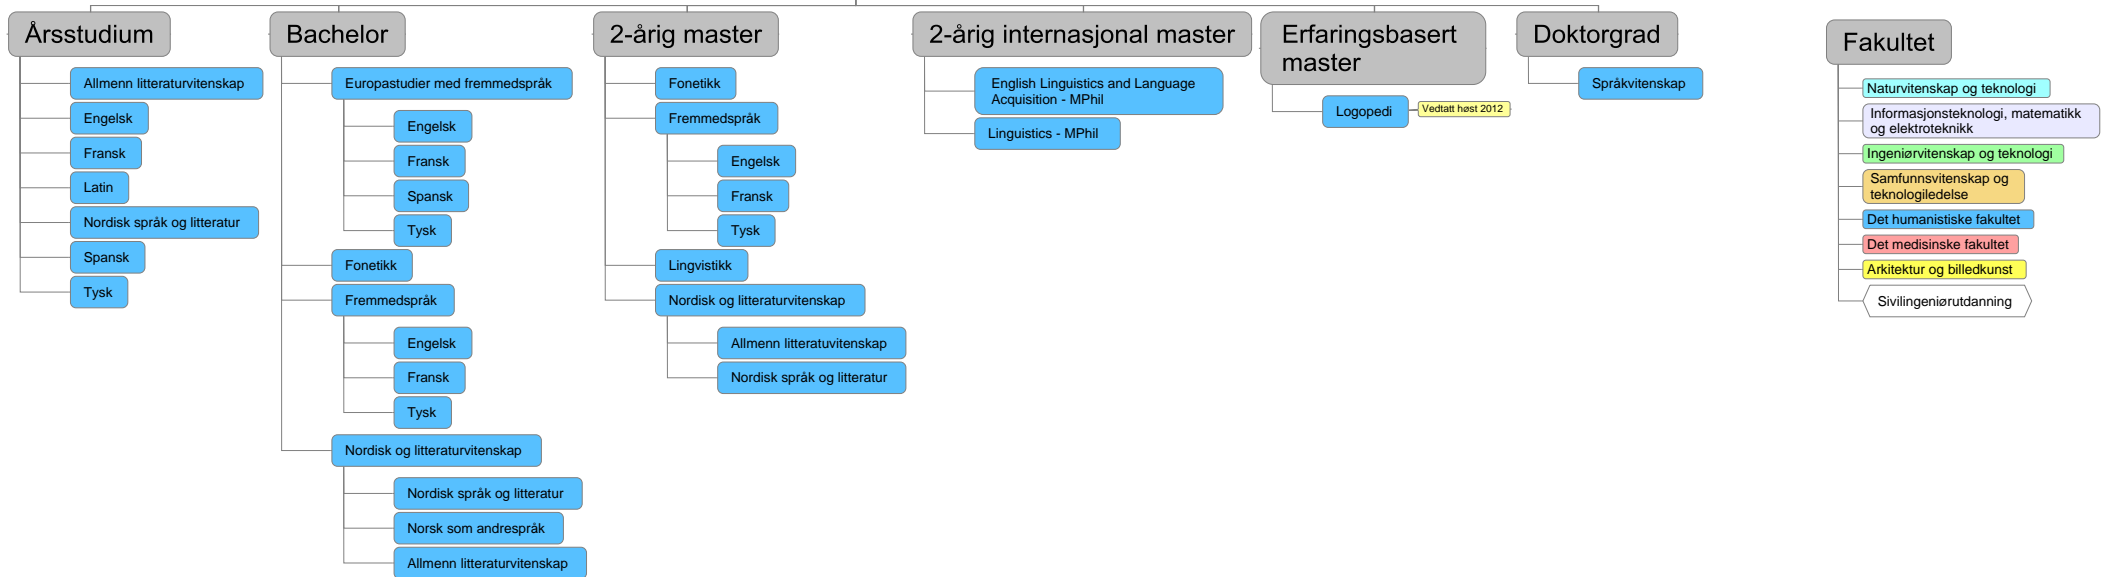 Årsstudium
Allmenn litteraturvitenskap
Engelsk
Fransk
Latin
Nordisk språk og litteratur
Spansk
Tysk
Bachelor
Europastudier med fremmedspråk
Engelsk
Fransk
Spansk
Tysk
Fonetikk
Fremmedspråk
Engelsk
Fransk
Tysk
Nordisk og litteraturvitenskap
Nordisk språk og litteratur
Norsk som andrespråk
Allmenn litteraturvitenskap
2-årig master
Fonetikk
Fremmedspråk
Engelsk
Fransk
Tysk
Lingvistikk
Nordisk og litteraturvitenskap
Allmenn litteratuvitenskap
Nordisk språk og litteratur
2-årig internasjonal master
English Linguistics and Language
Acquisition - MPhil
Linguistics - MPhil
Erfaringsbasert
master
Logopedi
Vedtatt høst 2012
Doktorgrad
Språkvitenskap
Fakultet
Naturvitenskap og teknologi
Informasjonsteknologi, matematikk
og elektroteknikk
Ingeniørvitenskap og teknologi
Samfunnsvitenskap og
teknologiledelse
Det humanistiske fakultet
Det medisinske fakultet
Arkitektur og billedkunst
Sivilingeniørutdanning